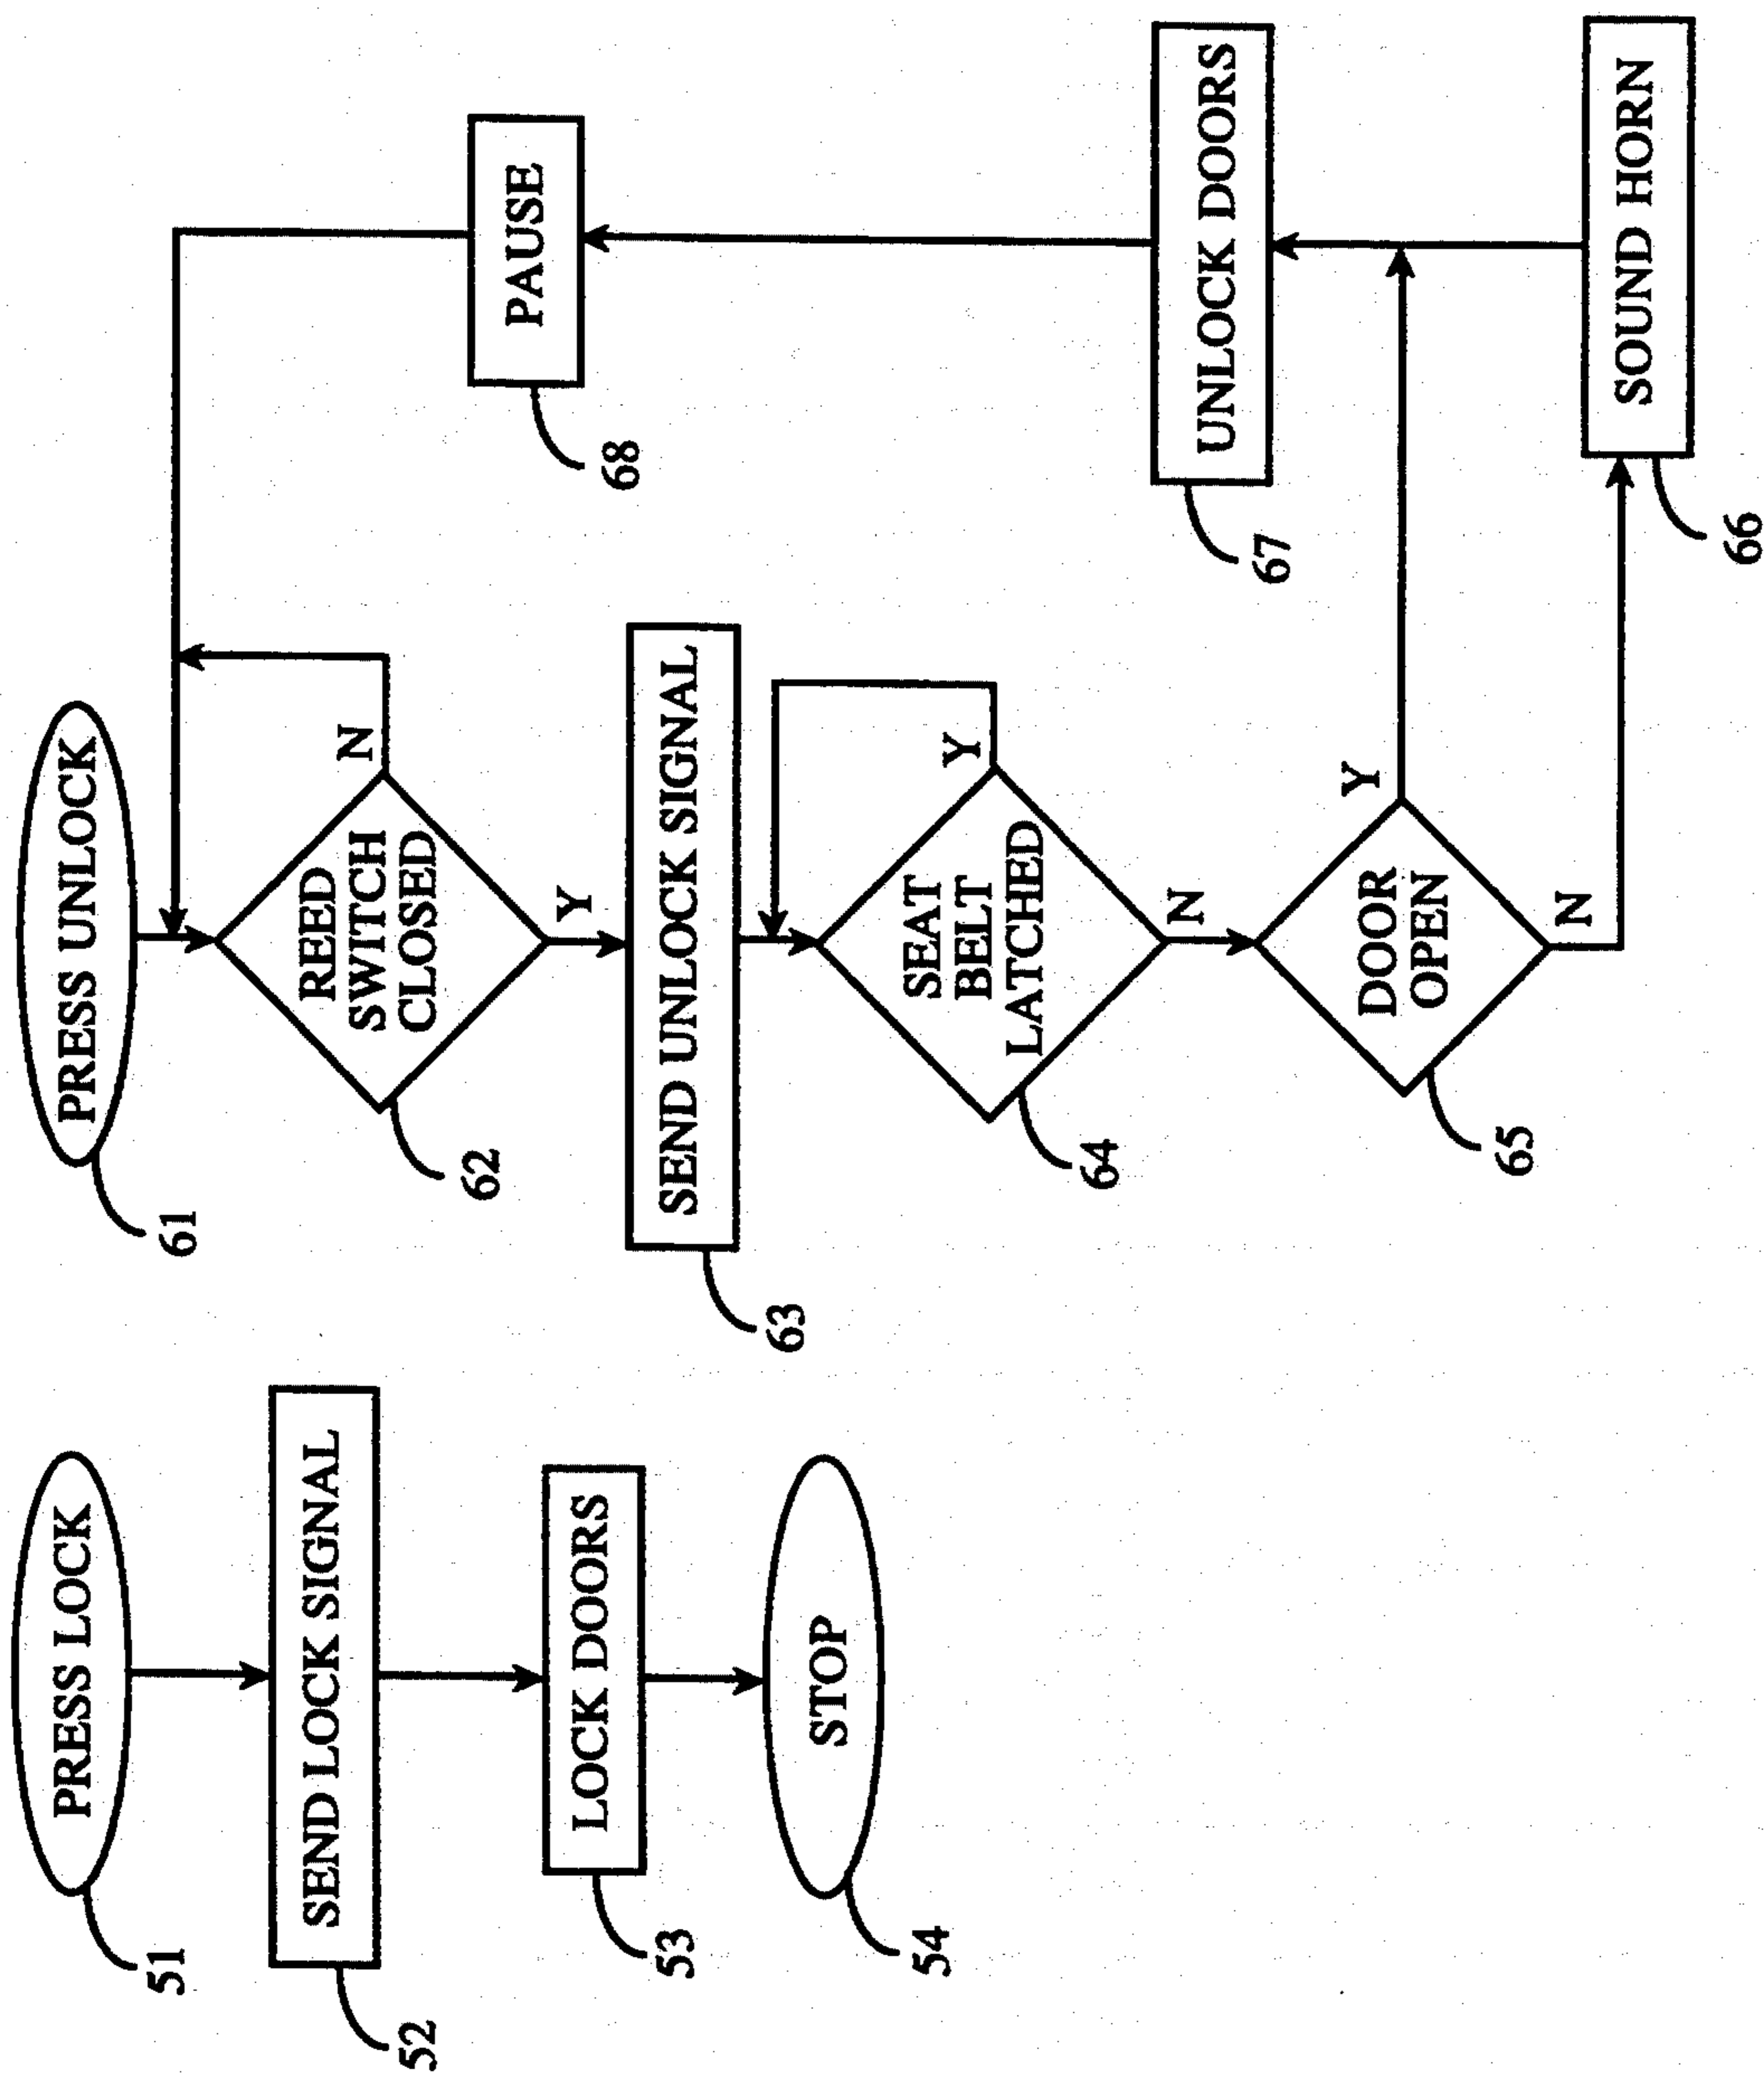 PRESS LOCK
51
SEND LOCK SIGNAL
52
LOCK DOORS
53
STOP
54
PRESS UNLOCK
61
REED
SWITCH
CLOSED
N
Y
62
SEND UNLOCK SIGNAL
63
SEAT
BELT
LATCHED
Y
N
64
DOOR
OPEN
Y
N
65
PAUSE
68
UNLOCK DOORS
67
SOUND HORN
66